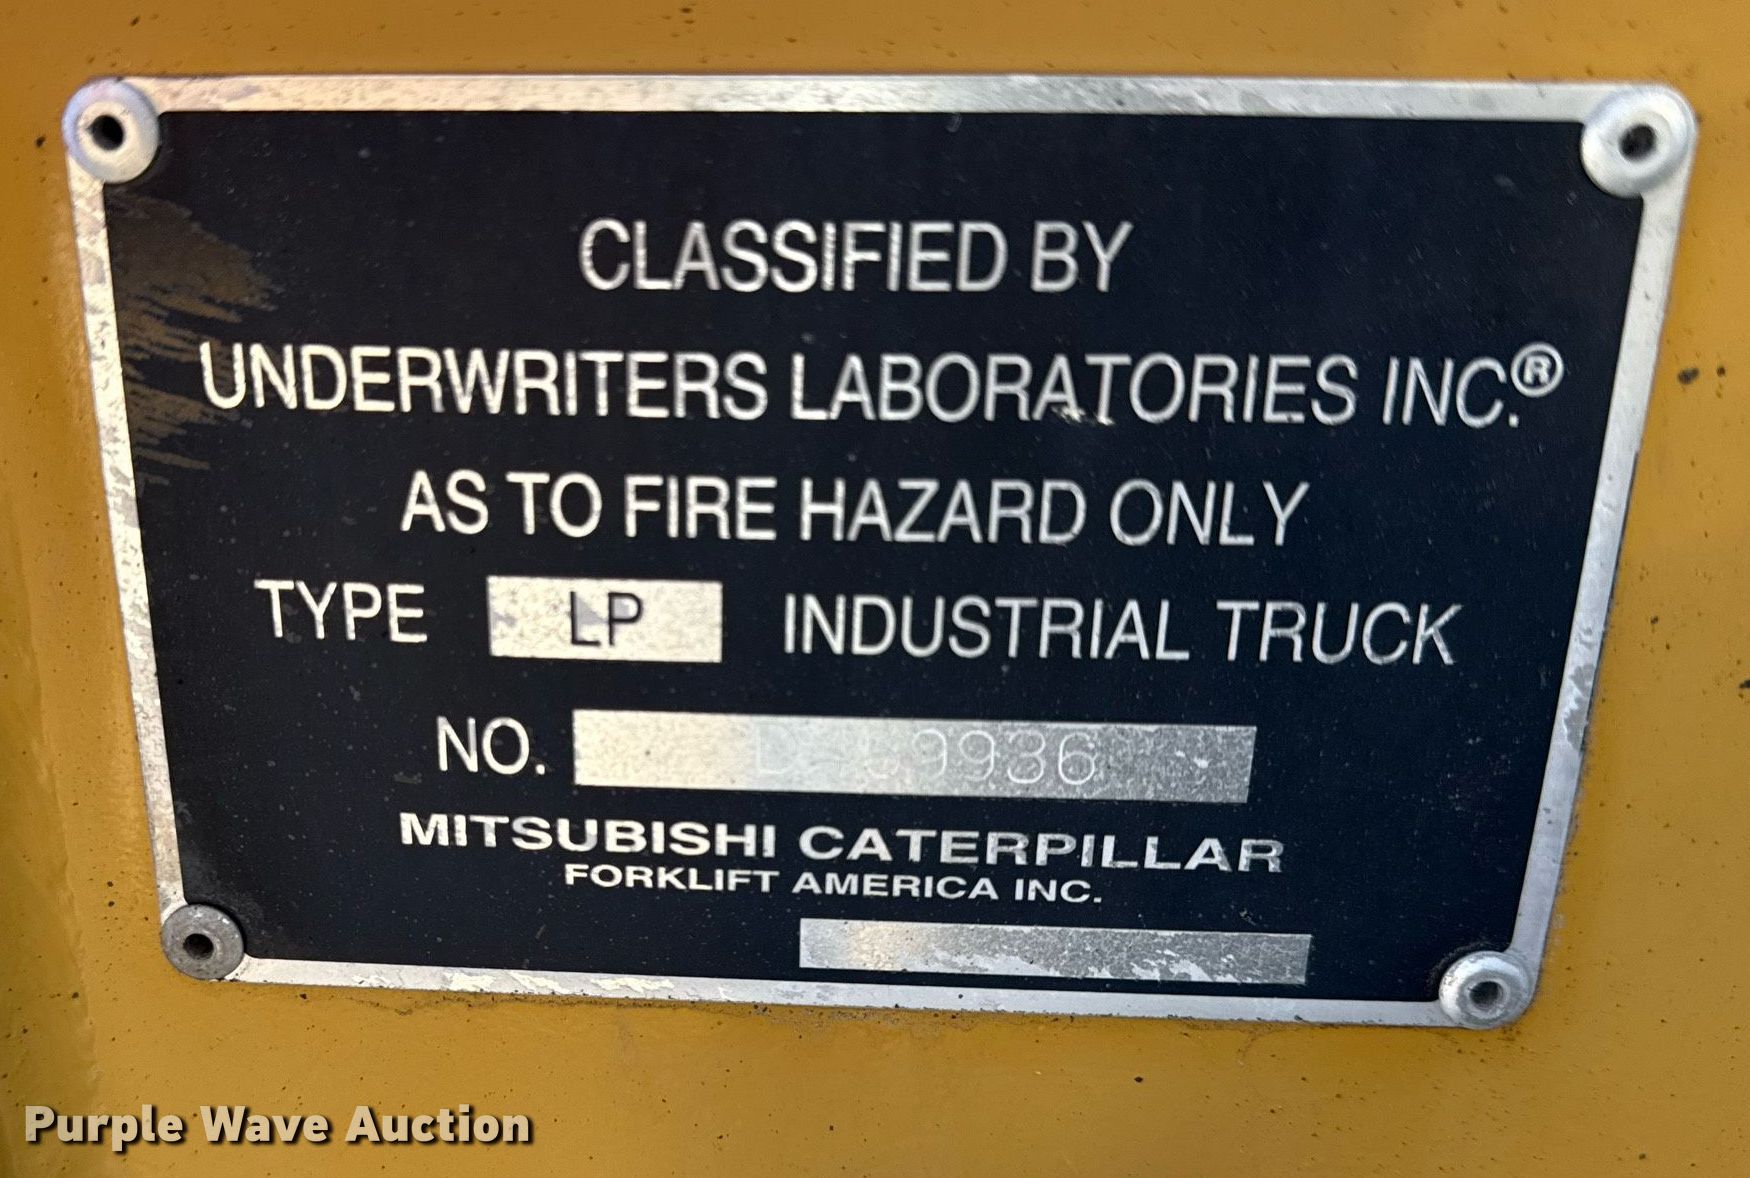 CLASSIFIED BY
UNDERWRITERS LABORATORIES INC.®
AS TO FIRE HAZARD ONLY
TYPE LP INDUSTRIAL TRUCK
NO.
MITSUBISHI CATERPILLAR
FORKLIFT AMERICA INC.
Purple Wave Auction